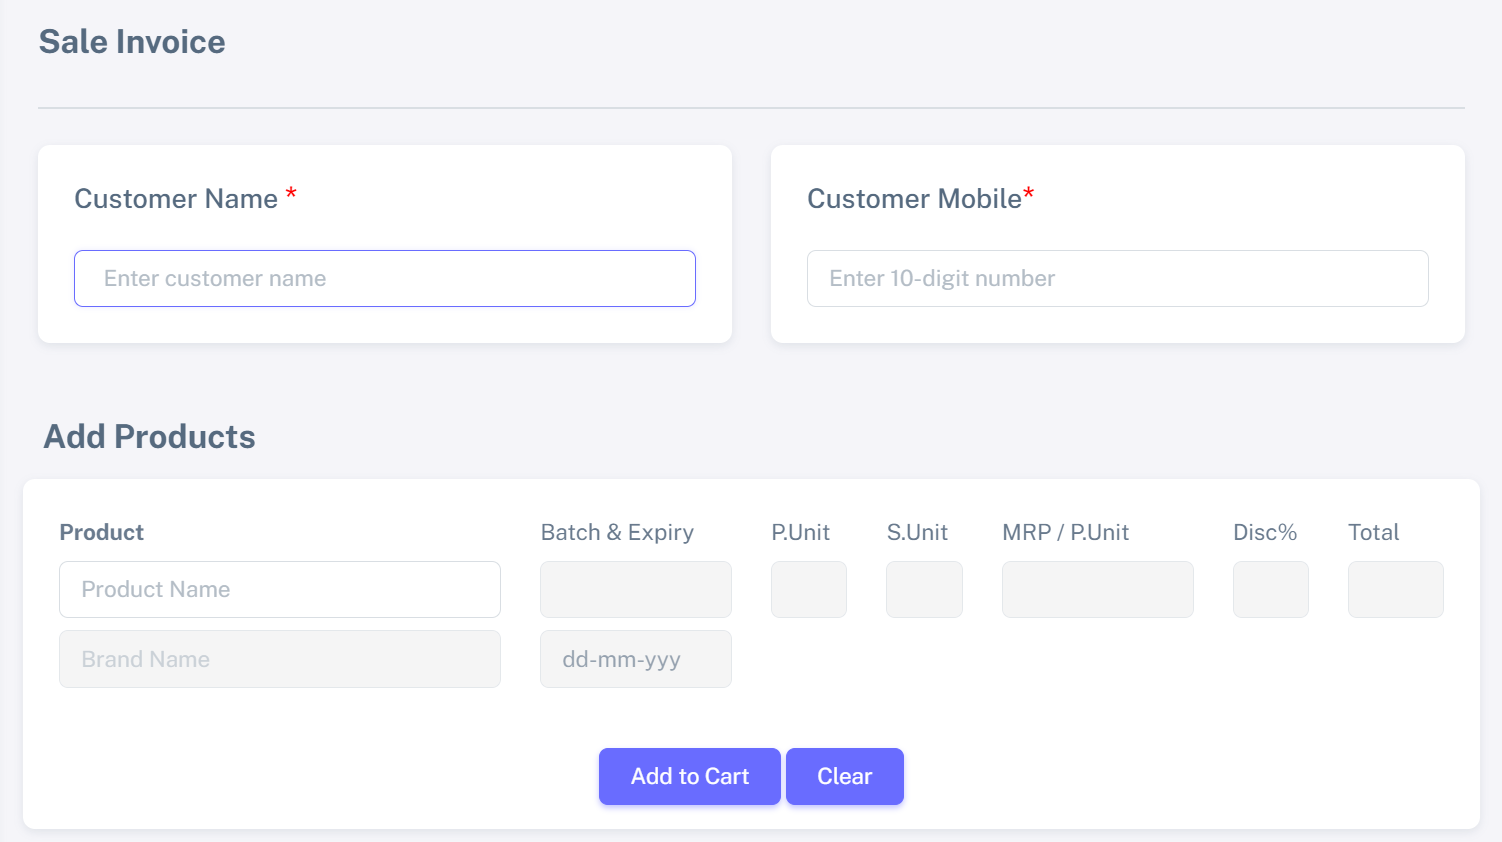 Sale Invoice
Customer Name *
Customer Mobile*
Enter customer name
Enter 10-digit number
Add Products
Product
Batch & Expiry
P.Unit
S.Unit
MRP / P.Unit
Disc%
Total
Product Name
Brand Name
dd-mm-yyy
Add to Cart
Clear